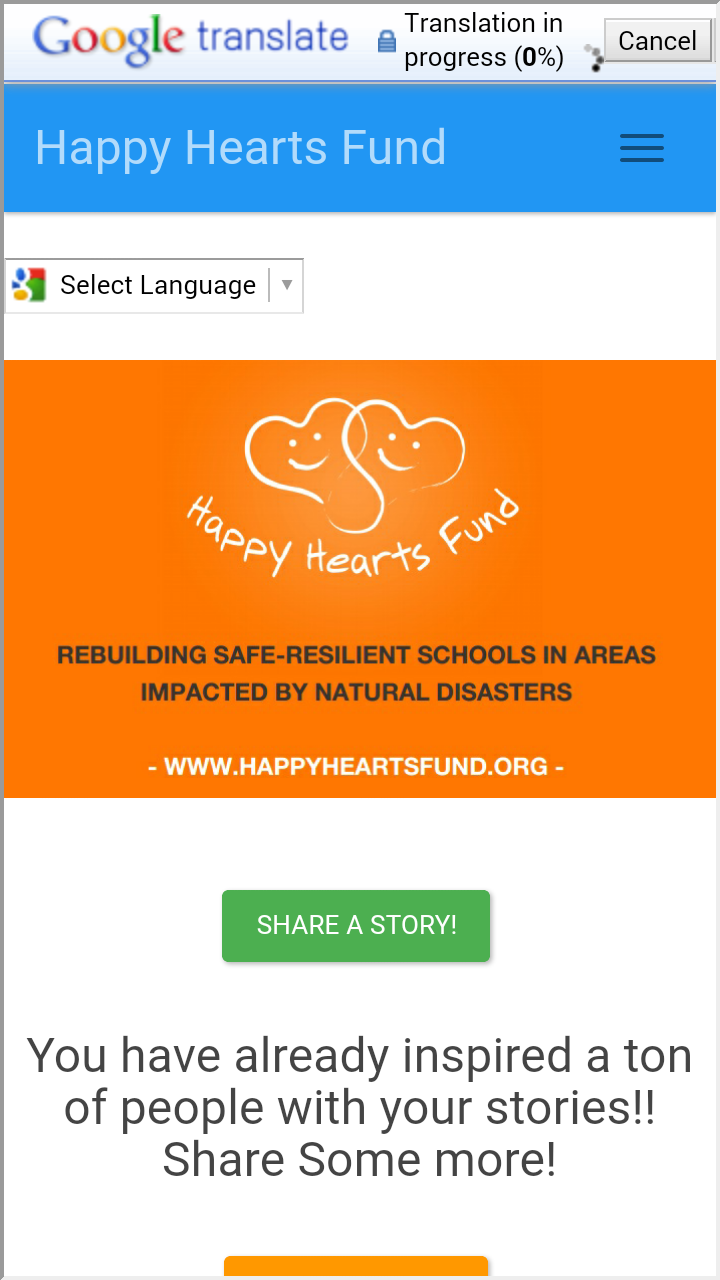 Google translate
Translation in
progress (0%)
Cancel
Happy Hearts Fund
Select Language
Happy Hearts Fund
REBUILDING SAFE-RESILIENT SCHOOLS IN AREAS
IMPACTED BY NATURAL DISASTERS
- WWW.HAPPYHEARTSFUND.ORG -
SHARE A STORY!
You have already inspired a ton
of people with your stories!!
Share Some more!